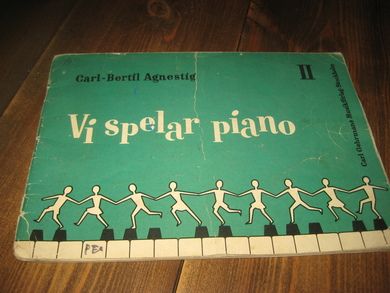 Carl-Bertil Agnestig
II
Vi spelar piano
Carl Gehrmans Musikförlag Stockholm